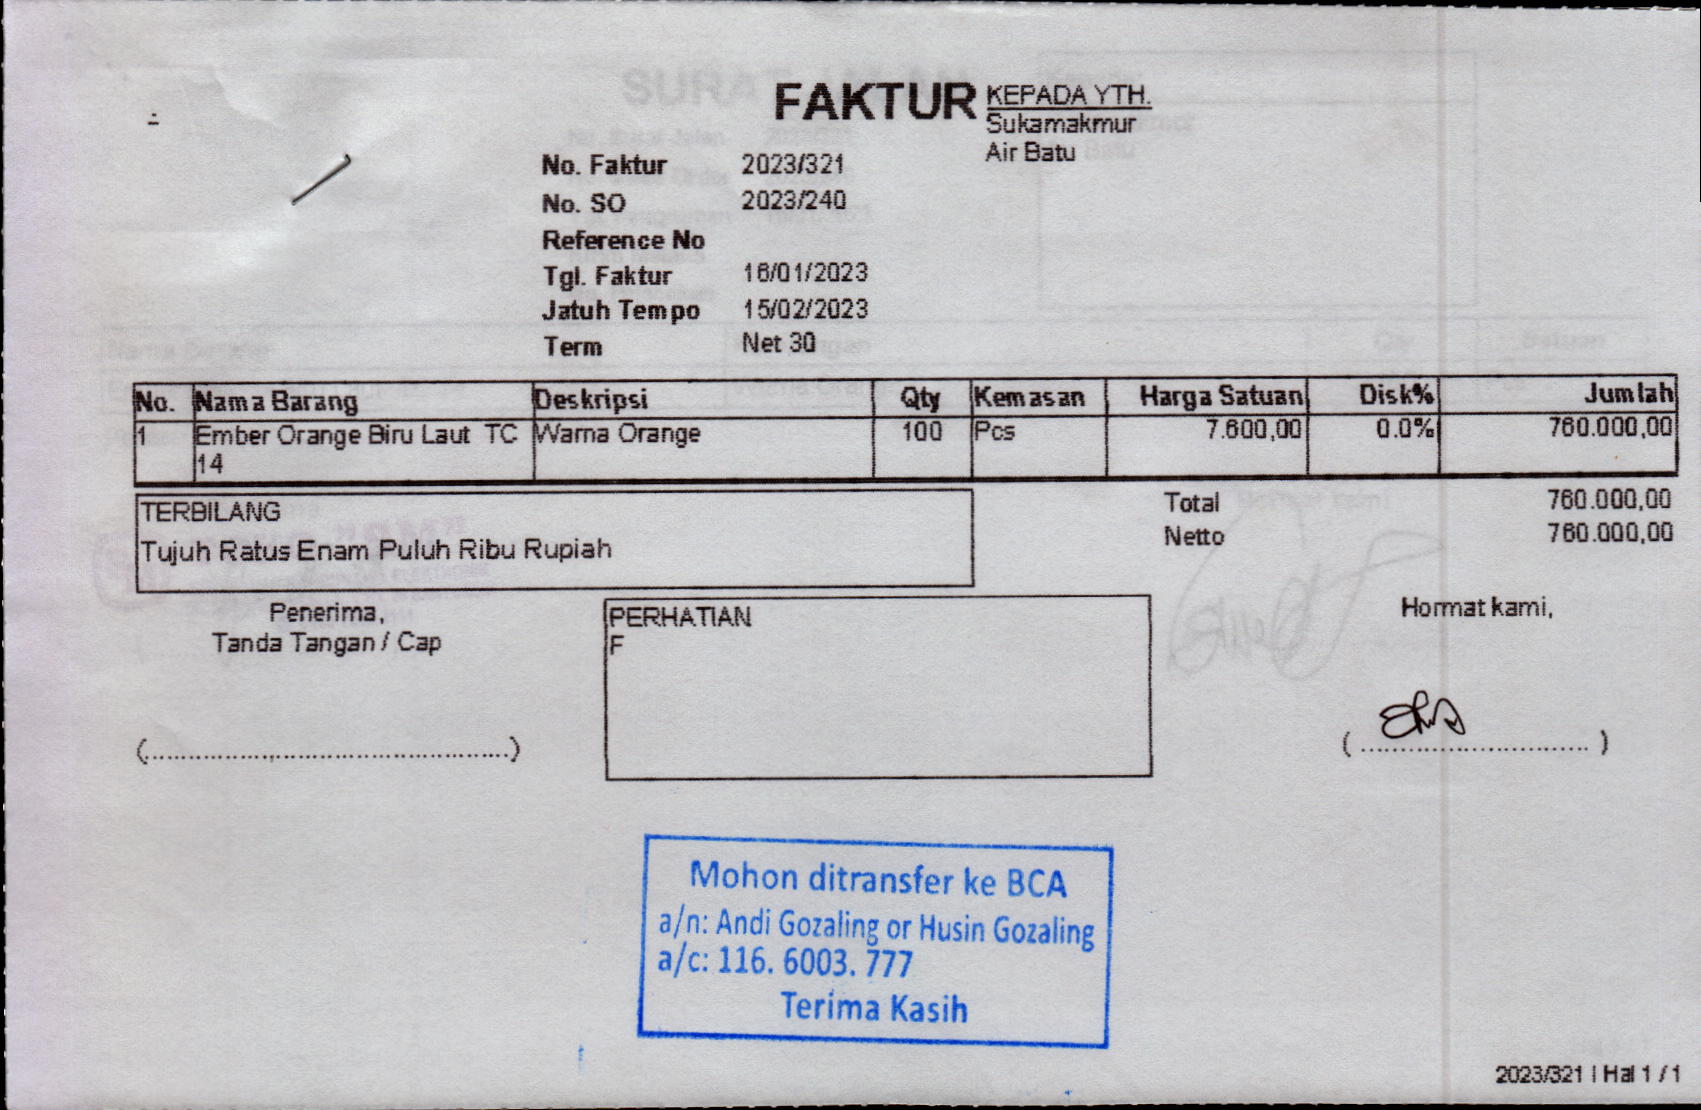 FAKTUR
KEPADA YTH.
Sukamakmur
Air Batu
No. Faktur 2023/321
No. SO 2023/240
Reference No
Tgl. Faktur 16/01/2023
Jatuh Tempo 15/02/2023
Term Net 30
No. Nama Barang Deskripsi Qty Kemasan Harga Satuan Disk% Jumlah
1 Ember Orange Biru Laut TC Warna Orange 100 Pcs 7.600,00 0.0% 760.000,00
14
TERBILANG
Tujuh Ratus Enam Puluh Ribu Rupiah
Total 760.000,00
Netto 760.000,00
Penerima,
Tanda Tangan / Cap
PERHATIAN
F
Hormat kami,
Mohon ditransfer ke BCA
a/n: Andi Gozaling or Husin Gozaling
a/c: 116. 6003. 777
Terima Kasih
2023/321 | Hal 1 / 1